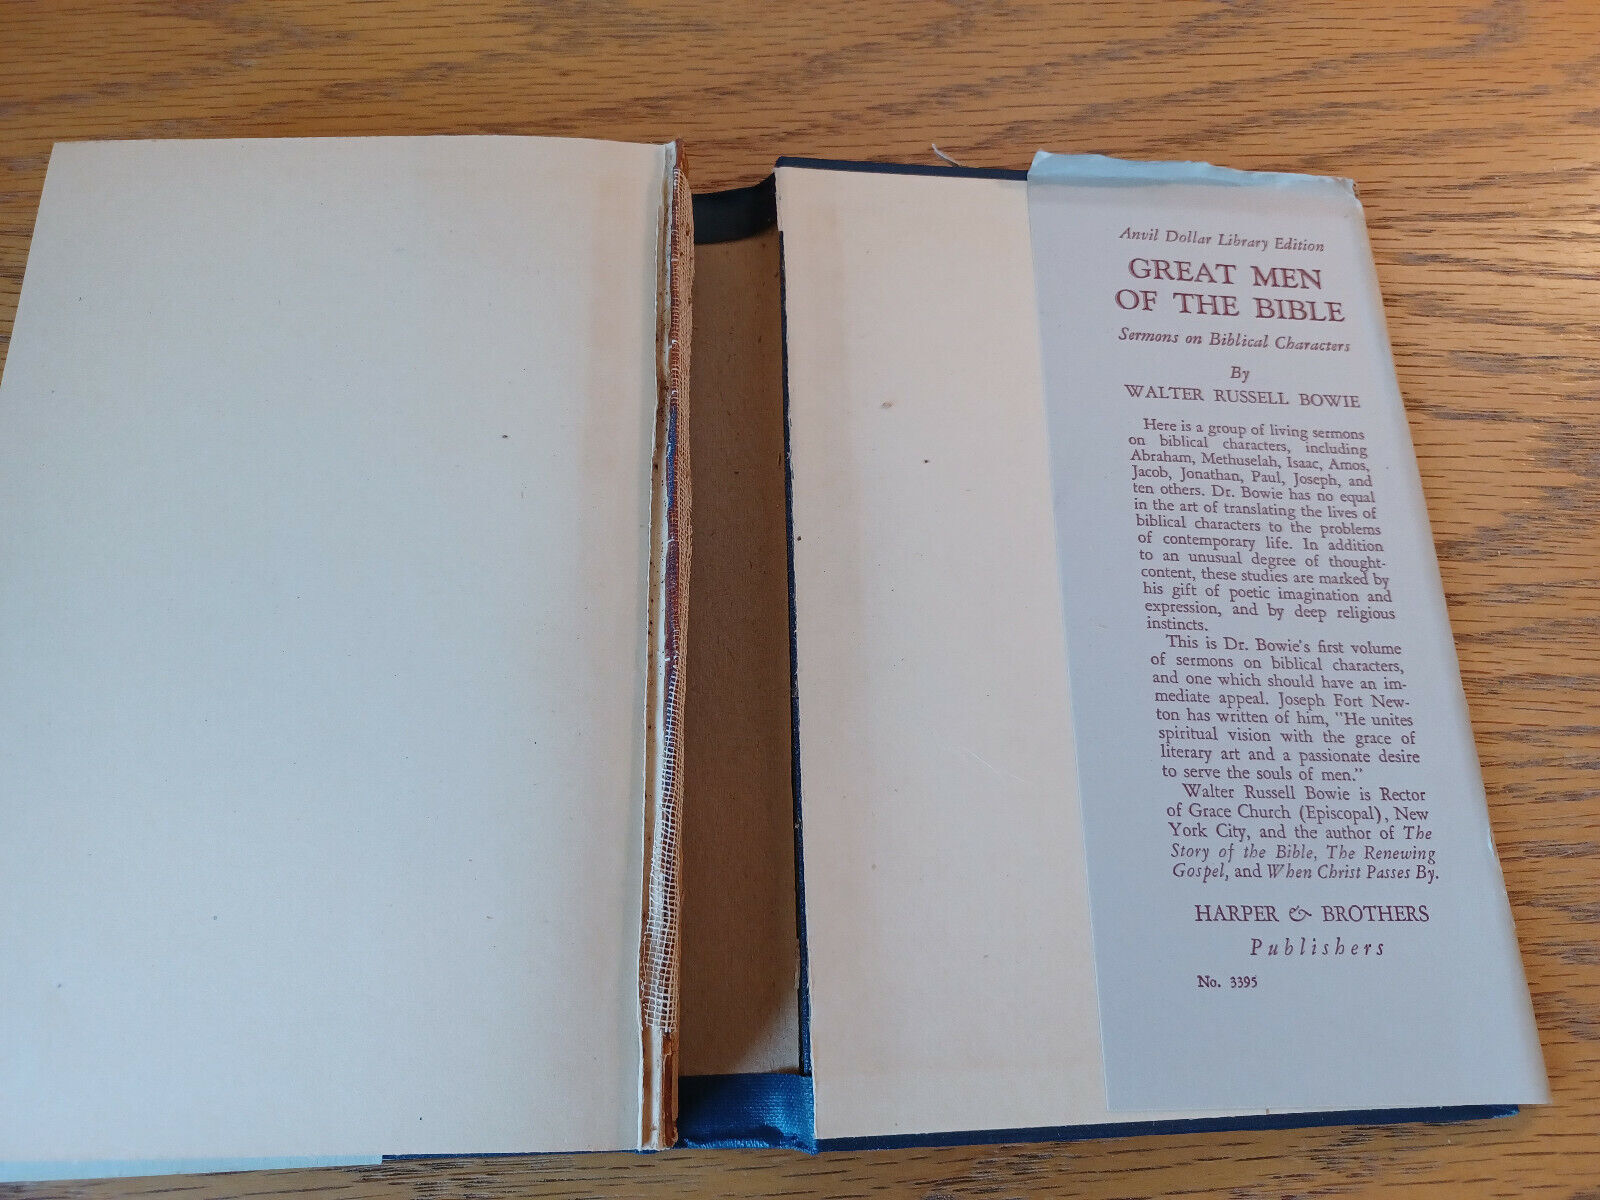 Anvil Dollar Library Edition
GREAT MEN
OF THE BIBLE
Sermons on Biblical Characters
By
WALTER RUSSELL BOWIE
Here is a group of living sermons
on biblical characters, including
Abraham, Methuselah, Isaac, Amos,
Jacob, Jonathan, Paul, Joseph, and
ten others. Dr. Bowie has no equal
in the art of translating the lives of
biblical characters to the problems
of contemporary life. In addition
to an unusual degree of thought-
content, these studies are marked by
his gift of poetic imagination and
expression, and by deep religious
instincts.
This is Dr. Bowie's first volume
of sermons on biblical characters,
and one which should have an im-
mediate appeal. Joseph Fort New-
ton has written of him, "He unites
spiritual vision with the grace of
literary art and a passionate desire
to serve the souls of men."
Walter Russell Bowie is Rector
of Grace Church (Episcopal), New
York City, and the author of The
Story of the Bible, The Renewing
Gospel, and When Christ Passes By.
HARPER & BROTHERS
Publishers
No. 3395